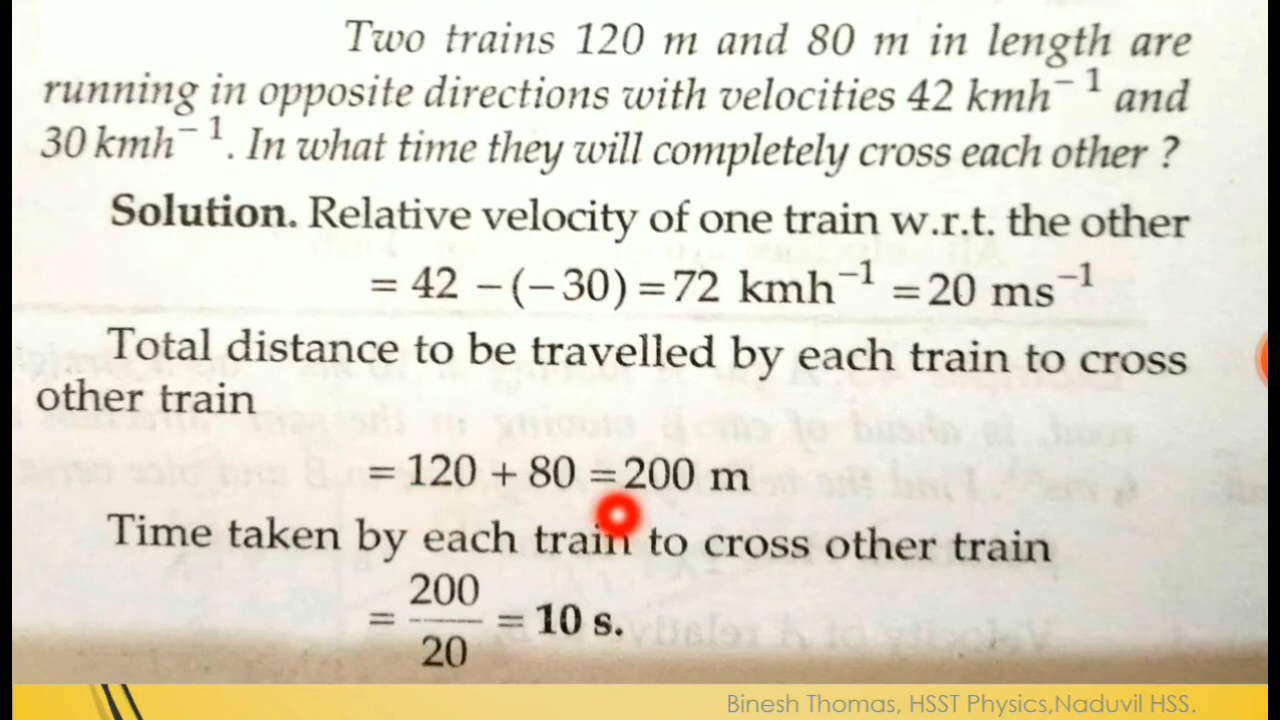 Two trains 120 m and 80 m in length are
running in opposite directions with velocities 42 kmh⁻¹ and
30 kmh⁻¹. In what time they will completely cross each other ?
Solution. Relative velocity of one train w.r.t. the other
= 42 − (− 30) = 72 kmh⁻¹ = 20 ms⁻¹
Total distance to be travelled by each train to cross
other train
= 120 + 80 = 200 m
Time taken by each train to cross other train
= 200/20 = 10 s.
Binesh Thomas, HSST Physics,Naduvil HSS.